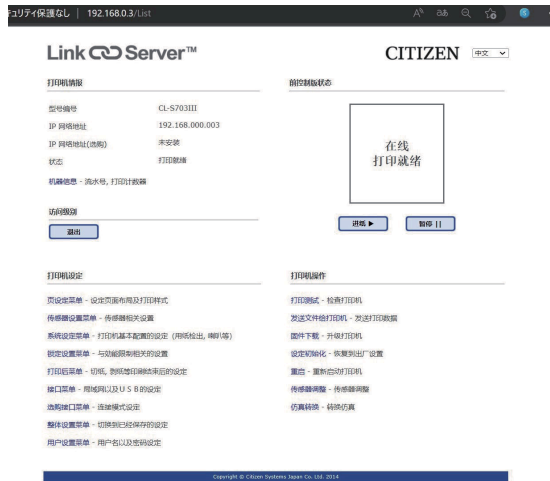 キュリティ保護なし | 192.168.0.3/List
Link Server™
CITIZEN 中文
打印机情报
型号编号 CL-S703III
IP 网络地址 192.168.000.003
IP 网络地址(选购) 未安装
状态 打印就绪
机器信息 - 流水号, 打印计数器
访问级别
退出
前控制版状态
在线
打印就绪
进纸 ▶ 暂停 ||
打印机设定
页设定菜单 - 设定页面布局及打印样式
传感器设置菜单 - 传感器相关设置
系统设定菜单 - 打印机基本配置的设定 (用纸检出, 喇叭等)
锁定设置菜单 - 与功能限制相关的设置
打印后菜单 - 切纸, 剥纸等印刷结束后的设定
接口菜单 - 局域网以及ＵＳＢ的设定
选购接口菜单 - 连接模式设定
整体设置菜单 - 切换到已经保存的设定
用户设置菜单 - 用户名以及密码设定
打印机操作
打印测试 - 检查打印机
发送文件给打印机 - 发送打印数据
固件下载 - 升级打印机
设定初始化 - 恢复到出厂设置
重启 - 重新启动打印机
传感器调整 - 传感器调整
仿真转换 - 转换仿真
Copyright © Citizen Systems Japan Co. Ltd. 2014